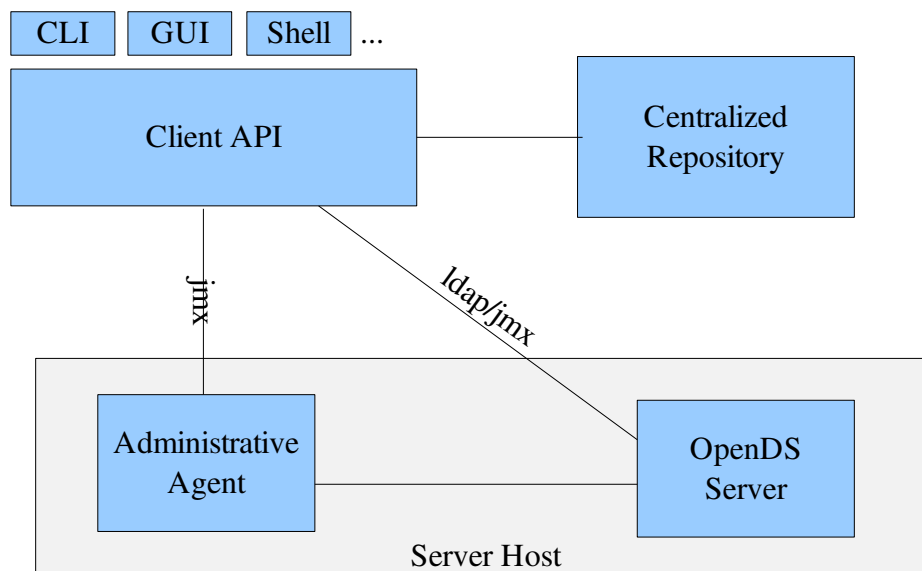 CLI GUI Shell ...
Client API
Centralized
Repository
jmx
ldap/jmx
Administrative
Agent
OpenDS
Server
Server Host